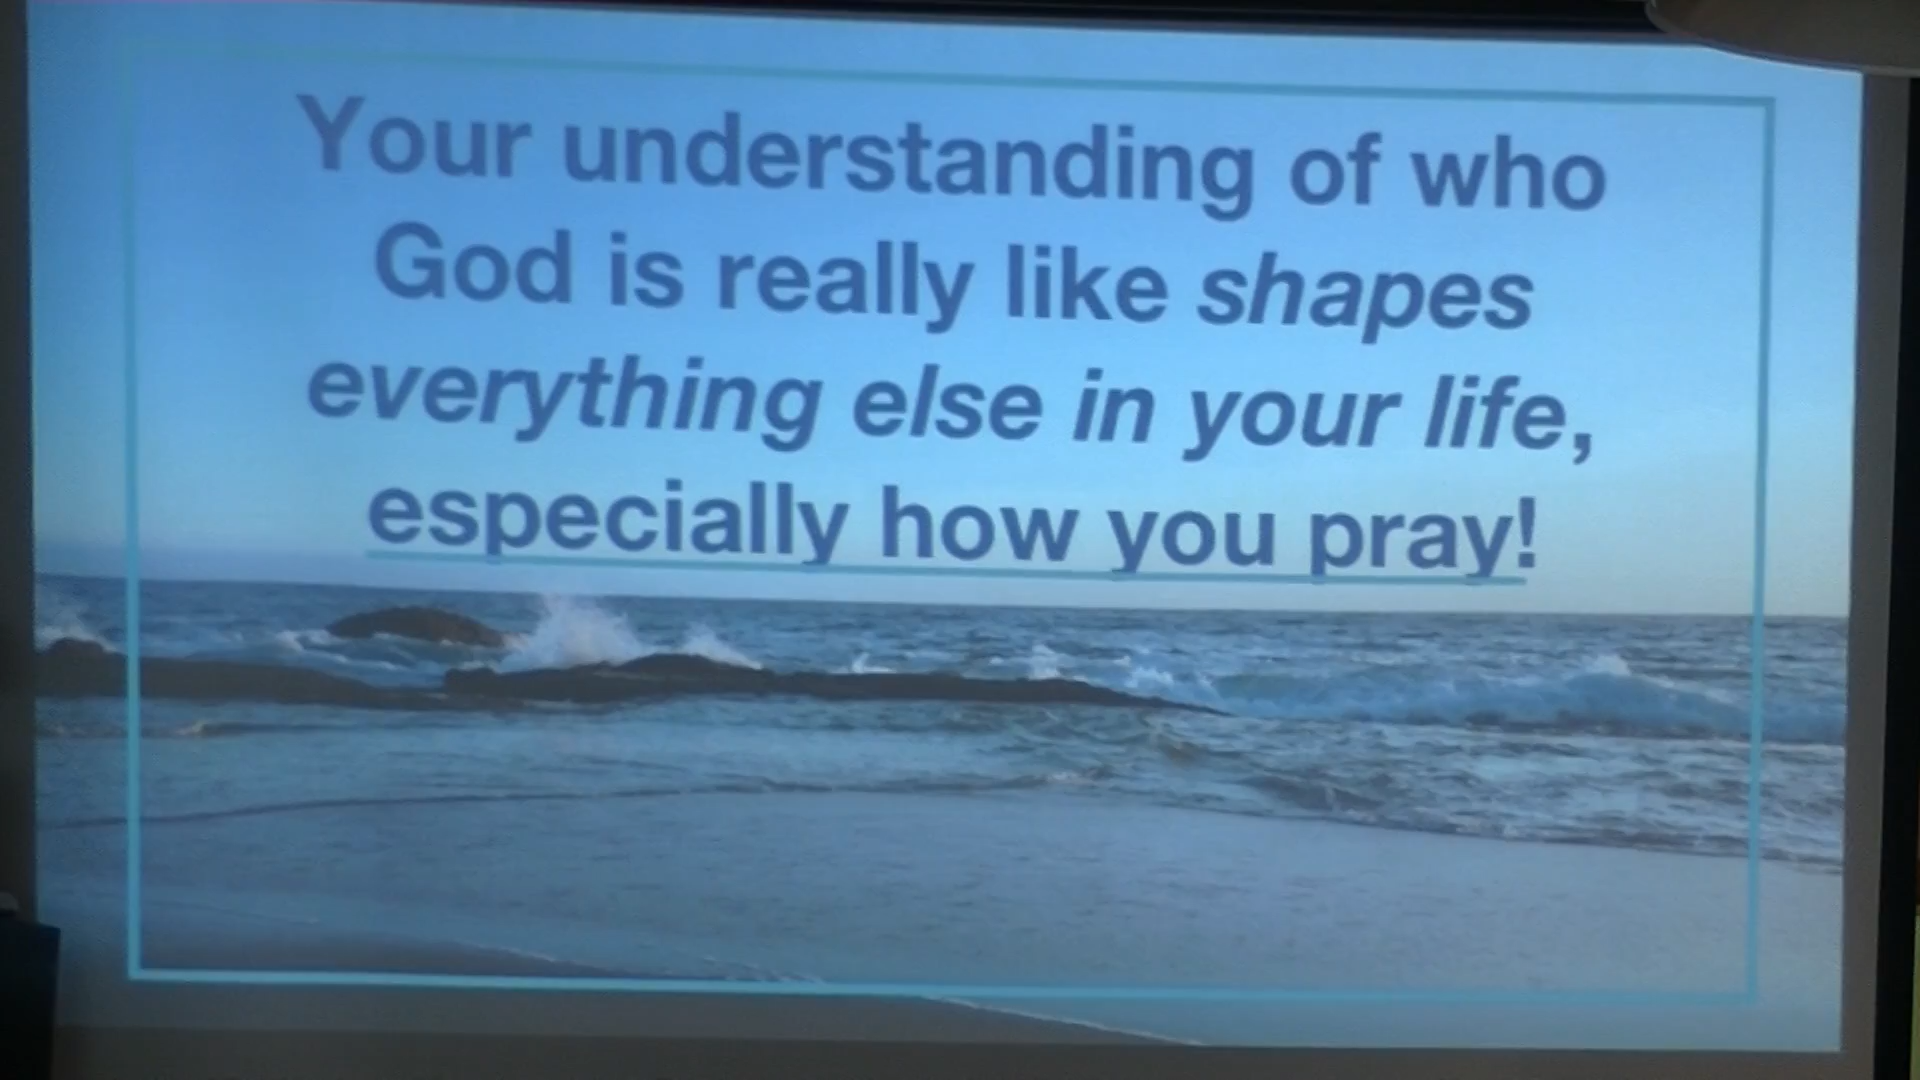 Your understanding of who
God is really like shapes
everything else in your life,
especially how you pray!